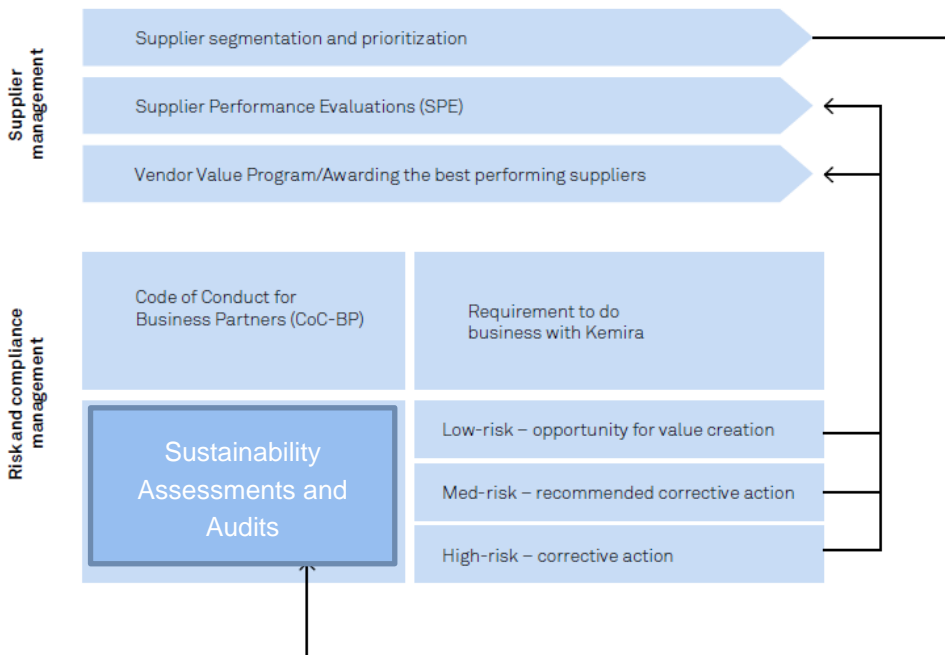 Supplier
management
Supplier segmentation and prioritization
Supplier Performance Evaluations (SPE)
Vendor Value Program/Awarding the best performing suppliers
Risk and compliance
management
Code of Conduct for
Business Partners (CoC-BP)
Requirement to do
business with Kemira
Sustainability
Assessments and
Audits
Low-risk – opportunity for value creation
Med-risk – recommended corrective action
High-risk – corrective action